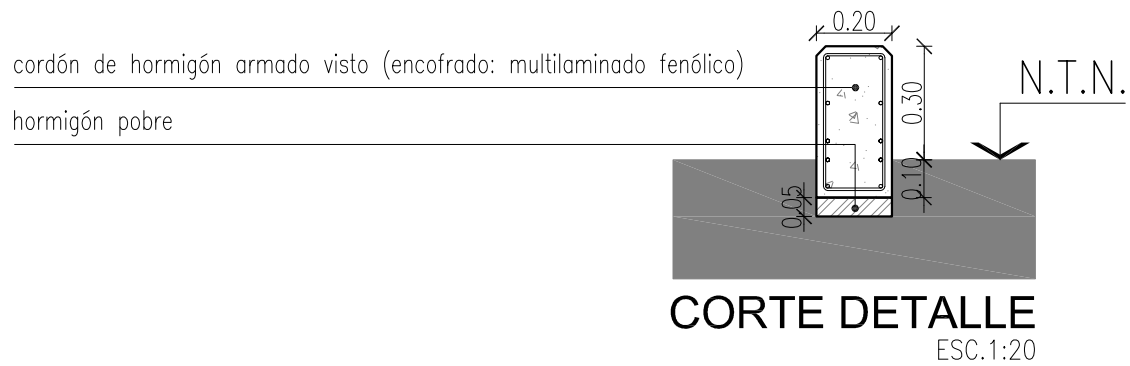 0.20
cordón de hormigón armado visto (encofrado: multilaminado fenólico)
N.T.N.
0.30
hormigón pobre
0.10
0.05
CORTE DETALLE
ESC.1:20